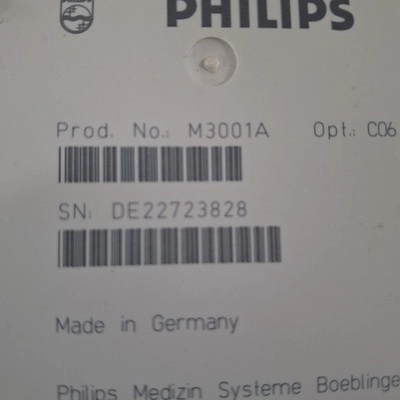 PHILIPS
Prod. No.: M3001A Opt.: C06
SN: DE22723828
Made in Germany
Philips Medizin Systeme Boeblinge